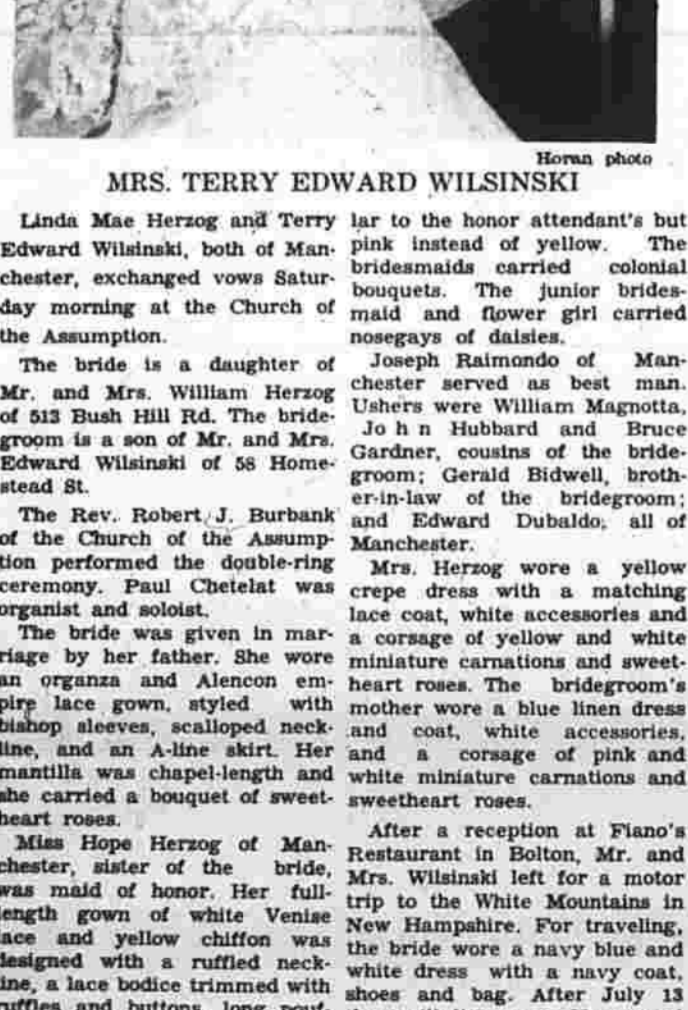 Horan photo
MRS. TERRY EDWARD WILSINSKI
Linda Mae Herzog and Terry
Edward Wilsinski, both of Man-
chester, exchanged vows Satur-
day morning at the Church of
the Assumption.
The bride is a daughter of
Mr. and Mrs. William Herzog
of 513 Bush Hill Rd. The bride-
groom is a son of Mr. and Mrs.
Edward Wilsinski of 58 Home-
stead St.
The Rev. Robert J. Burbank
of the Church of the Assump-
tion performed the double-ring
ceremony. Paul Chetelat was
organist and soloist.
The bride was given in mar-
riage by her father. She wore
an organza and Alencon em-
pire lace gown, styled with
bishop sleeves, scalloped neck-
line, and an A-line skirt. Her
mantilla was chapel-length and
she carried a bouquet of sweet-
heart roses.
Miss Hope Herzog of Man-
chester, sister of the bride,
was maid of honor. Her full-
length gown of white Venise
lace and yellow chiffon was
designed with a ruffled neck-
line, a lace bodice trimmed with
ruffles and buttons, long pouf-
lar to the honor attendant's but
pink instead of yellow. The
bridesmaids carried colonial
bouquets. The junior brides-
maid and flower girl carried
nosegays of daisies.
Joseph Raimondo of Man-
chester served as best man.
Ushers were William Magnotta,
John Hubbard and Bruce
Gardner, cousins of the bride-
groom; Gerald Bidwell, broth-
er-in-law of the bridegroom;
and Edward Dubaldo, all of
Manchester.
Mrs. Herzog wore a yellow
crepe dress with a matching
lace coat, white accessories and
a corsage of yellow and white
miniature carnations and sweet-
heart roses. The bridegroom's
mother wore a blue linen dress
and coat, white accessories,
and a corsage of pink and
white miniature carnations and
sweetheart roses.
After a reception at Fiano's
Restaurant in Bolton, Mr. and
Mrs. Wilsinski left for a motor
trip to the White Mountains in
New Hampshire. For traveling,
the bride wore a navy blue and
white dress with a navy coat,
shoes and bag. After July 13